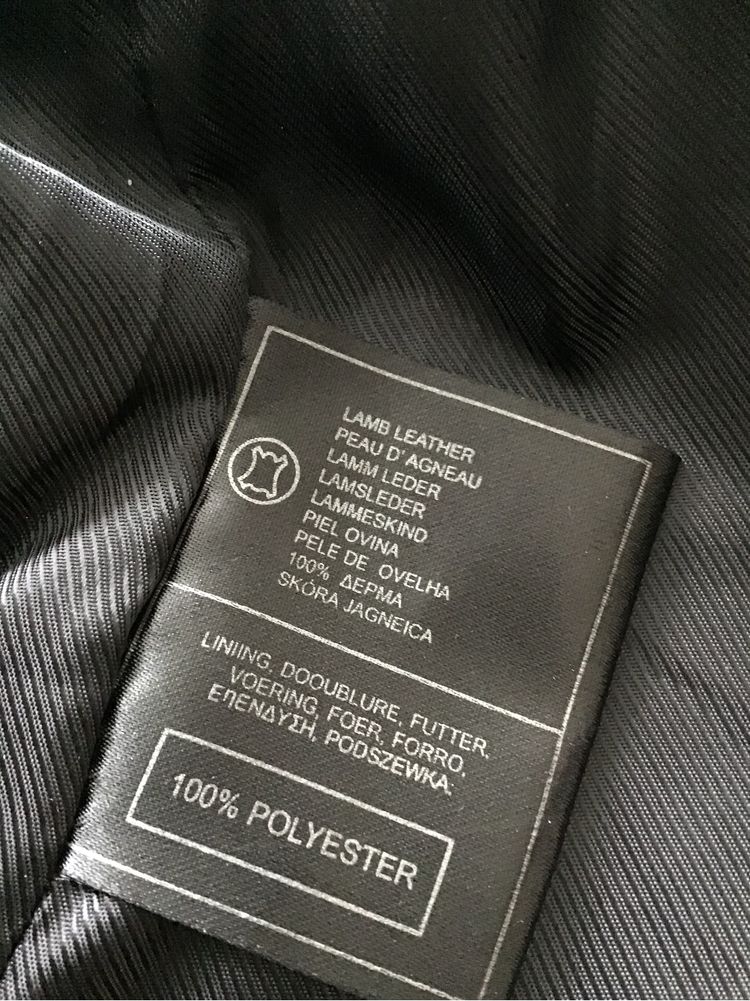 LAMB LEATHER
PEAU D'AGNEAU
LAMM LEDER
LAMSLEDER
LAMMESKIND
PIEL OVINA
PELE DE OVELHA
100% ΔΕΡΜΑ
SKÓRA JAGNEICA
LINIING, DOOUBLURE, FUTTER,
VOERING, FOER, FORRO,
ΕΠΕΝΔΥΣΗ, PODSZEWKA:
100% POLYESTER